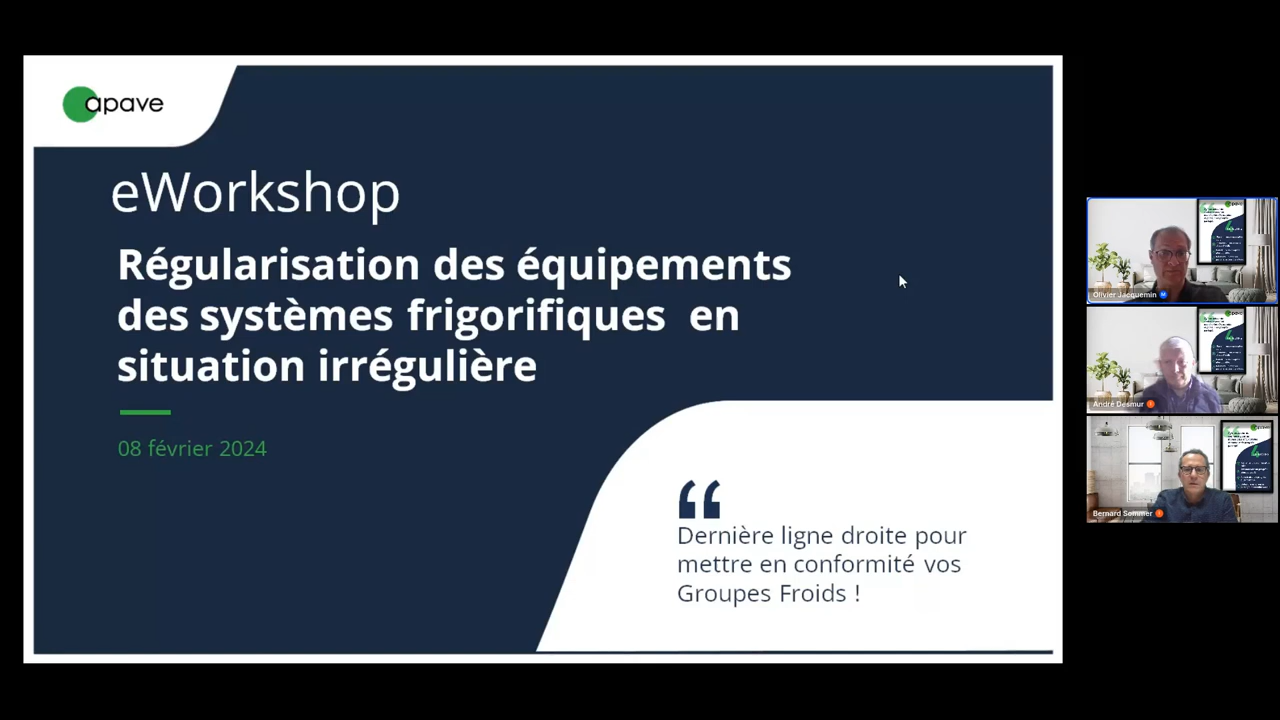 apave
eWorkshop
Régularisation des équipements
des systèmes frigorifiques en
situation irrégulière
08 février 2024
“
Dernière ligne droite pour
mettre en conformité vos
Groupes Froids !
Olivier Jacquemin
André Desmur
Bernard Sommer